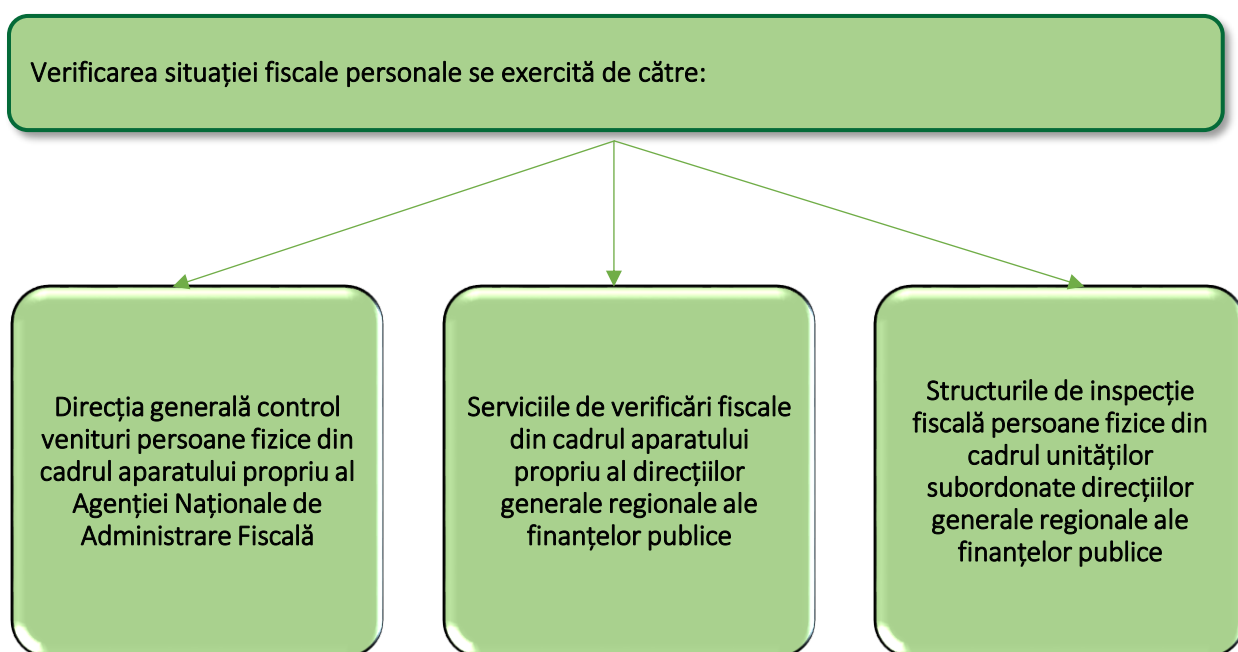 Verificarea situației fiscale personale se exercită de către:
Direcția generală control
venituri persoane fizice din
cadrul aparatului propriu al
Agenției Naționale de
Administrare Fiscală
Serviciile de verificări fiscale
din cadrul aparatului
propriu al direcțiilor
generale regionale ale
finanțelor publice
Structurile de inspecție
fiscală persoane fizice din
cadrul unităților
subordonate direcțiilor
generale regionale ale
finanțelor publice